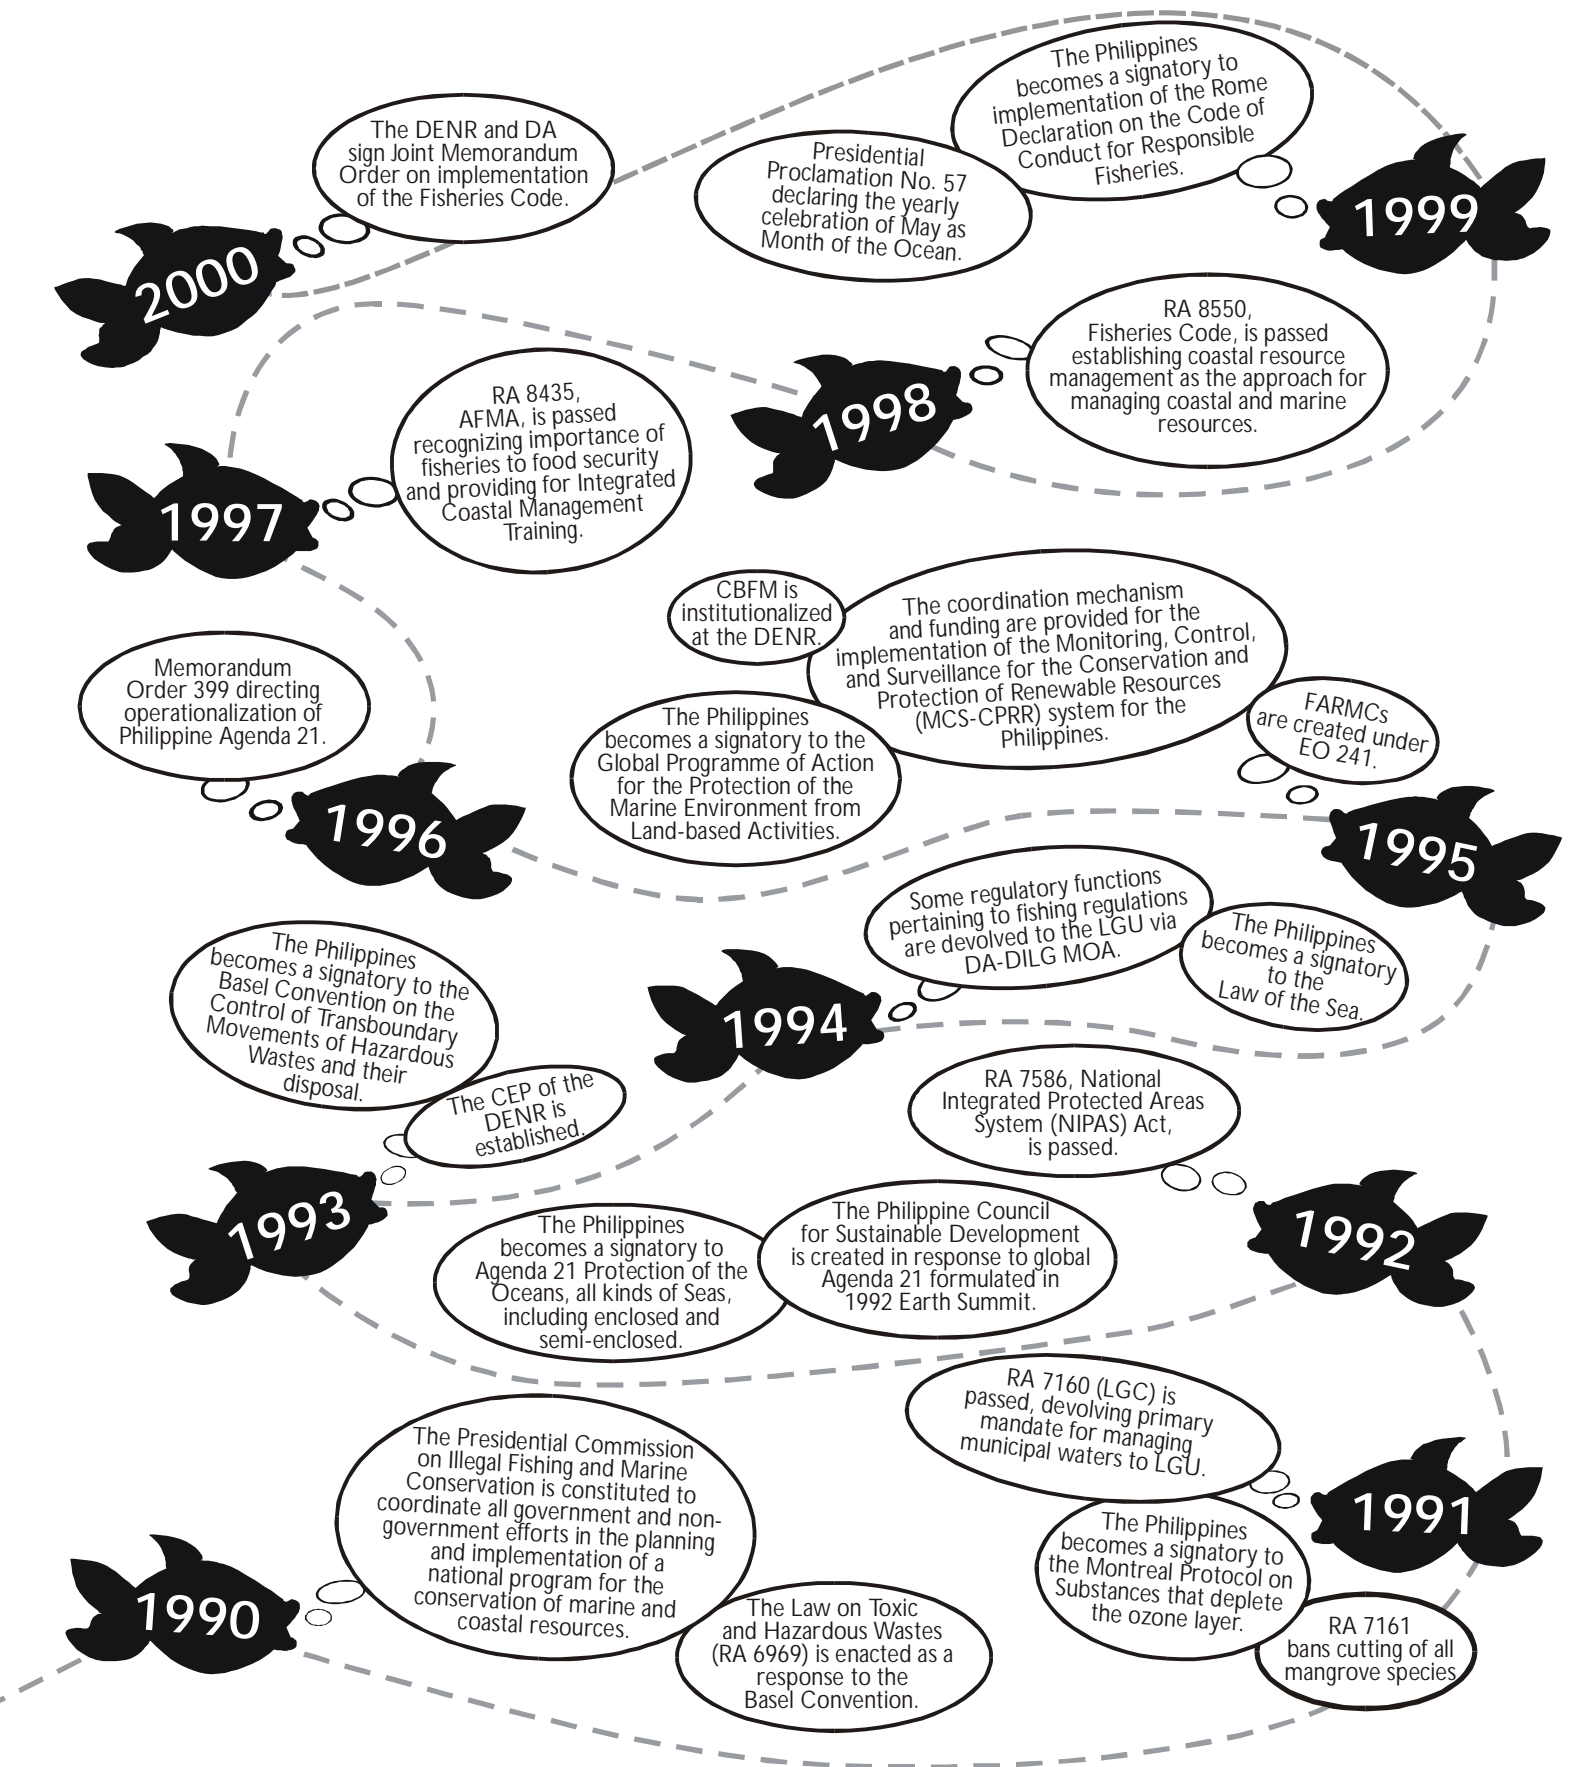 The Philippines
becomes a signatory to
implementation of the Rome
Declaration on the Code of
Conduct for Responsible
Fisheries.
The DENR and DA
sign Joint Memorandum
Order on implementation
of the Fisheries Code.
Presidential
Proclamation No. 57
declaring the yearly
celebration of May as
Month of the Ocean.
1999
2000
RA 8550,
Fisheries Code, is passed
establishing coastal resource
management as the approach for
managing coastal and marine
resources.
1998
RA 8435,
AFMA, is passed
recognizing importance of
fisheries to food security
and providing for Integrated
Coastal Management
Training.
1997
CBFM is
institutionalized
at the DENR.
The coordination mechanism
and funding are provided for the
implementation of the Monitoring, Control,
and Surveillance for the Conservation and
Protection of Renewable Resources
(MCS-CPRR) system for the
Philippines.
Memorandum
Order 399 directing
operationalization of
Philippine Agenda 21.
The Philippines
becomes a signatory to the
Global Programme of Action
for the Protection of the
Marine Environment from
Land-based Activities.
FARMCs
are created under
EO 241.
1996
1995
Some regulatory functions
pertaining to fishing regulations
are devolved to the LGU via
DA-DILG MOA.
The Philippines
becomes a signatory
to the
Law of the Sea.
The Philippines
becomes a signatory to the
Basel Convention on the
Control of Transboundary
Movements of Hazardous
Wastes and their
disposal.
1994
The CEP of the
DENR is
established.
RA 7586, National
Integrated Protected Areas
System (NIPAS) Act,
is passed.
1993
1992
The Philippines
becomes a signatory to
Agenda 21 Protection of the
Oceans, all kinds of Seas,
including enclosed and
semi-enclosed.
The Philippine Council
for Sustainable Development
is created in response to global
Agenda 21 formulated in
1992 Earth Summit.
RA 7160 (LGC) is
passed, devolving primary
mandate for managing
municipal waters to LGU.
The Presidential Commission
on Illegal Fishing and Marine
Conservation is constituted to
coordinate all government and non-
government efforts in the planning
and implementation of a
national program for the
conservation of marine and
coastal resources.
1991
The Philippines
becomes a signatory to
the Montreal Protocol on
Substances that deplete
the ozone layer.
1990
The Law on Toxic
and Hazardous Wastes
(RA 6969) is enacted as a
response to the
Basel Convention.
RA 7161
bans cutting of all
mangrove species